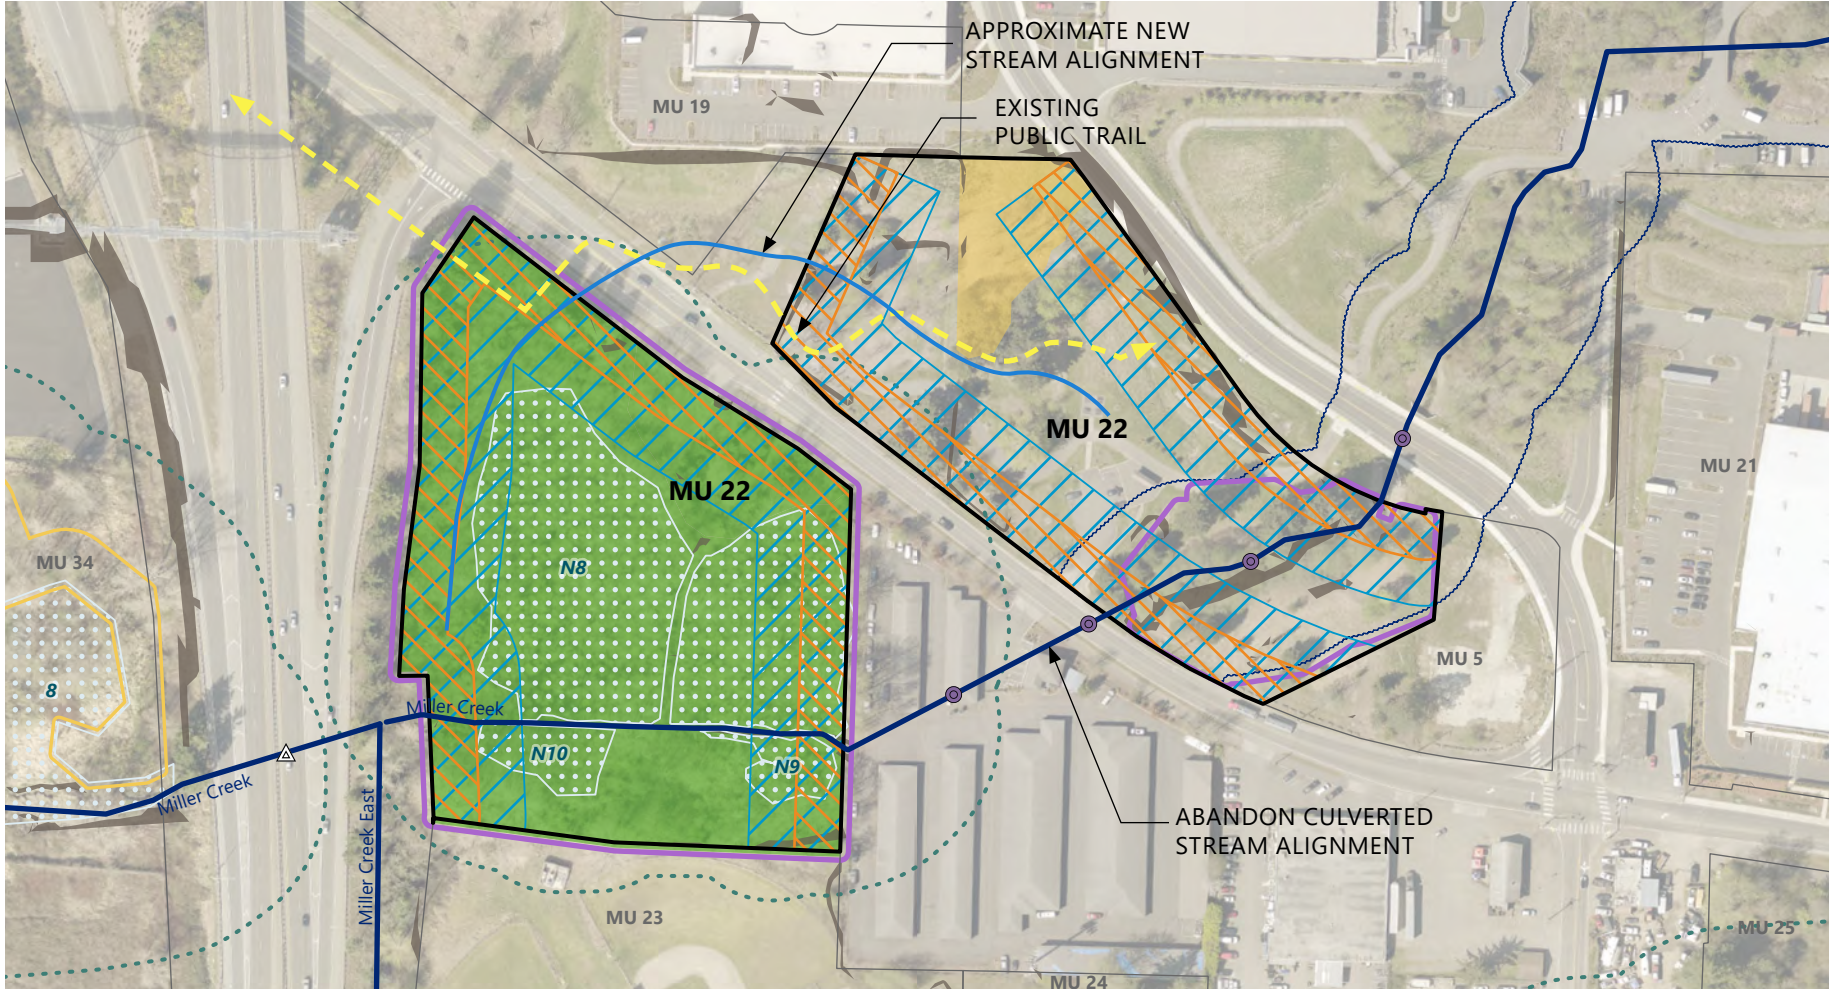 APPROXIMATE NEW
STREAM ALIGNMENT
MU 19
EXISTING
PUBLIC TRAIL
MU 22
MU 22
MU 21
N8
MU 34
8
MU 5
Miller Creek
N10
N9
Miller Creek
Miller Creek East
ABANDON CULVERTED
STREAM ALIGNMENT
MU 23
MU 25
MU 24